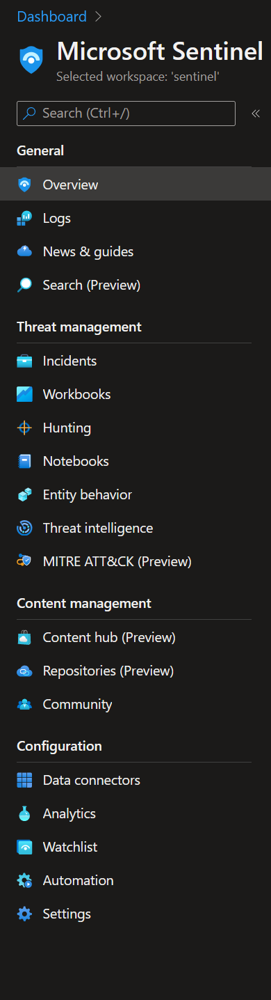 Dashboard >
Microsoft Sentinel
Selected workspace: 'sentinel'
Search (Ctrl+/)
«
General
Overview
Logs
News & guides
Search (Preview)
Threat management
Incidents
Workbooks
Hunting
Notebooks
Entity behavior
Threat intelligence
MITRE ATT&CK (Preview)
Content management
Content hub (Preview)
Repositories (Preview)
Community
Configuration
Data connectors
Analytics
Watchlist
Automation
Settings